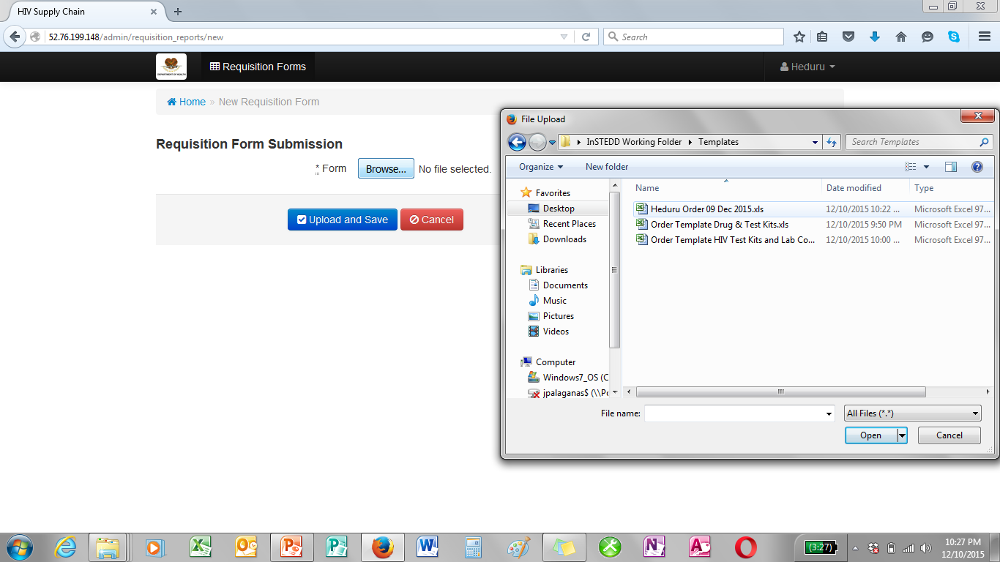 HIV Supply Chain
52.76.199.148/admin/requisition_reports/new
Search
DEPARTMENT OF HEALTH
Requisition Forms
Heduru
Home » New Requisition Form
Requisition Form Submission
* Form Browse... No file selected.
Upload and Save Cancel
File Upload
InSTEDD Working Folder Templates
Search Templates
Organize New folder
Name Date modified Type
Favorites
Desktop
Recent Places
Downloads
Libraries
Documents
Music
Pictures
Videos
Computer
Windows7_OS (C
jpalaganas$ (\\Po
Heduru Order 09 Dec 2015.xls 12/10/2015 10:22 ... Microsoft Excel 97...
Order Template Drug & Test Kits.xls 12/10/2015 9:50 PM Microsoft Excel 97...
Order Template HIV Test Kits and Lab Co... 12/10/2015 10:00 ... Microsoft Excel 97...
File name: All Files (*.*)
Open Cancel
(3:27)
10:27 PM
12/10/2015